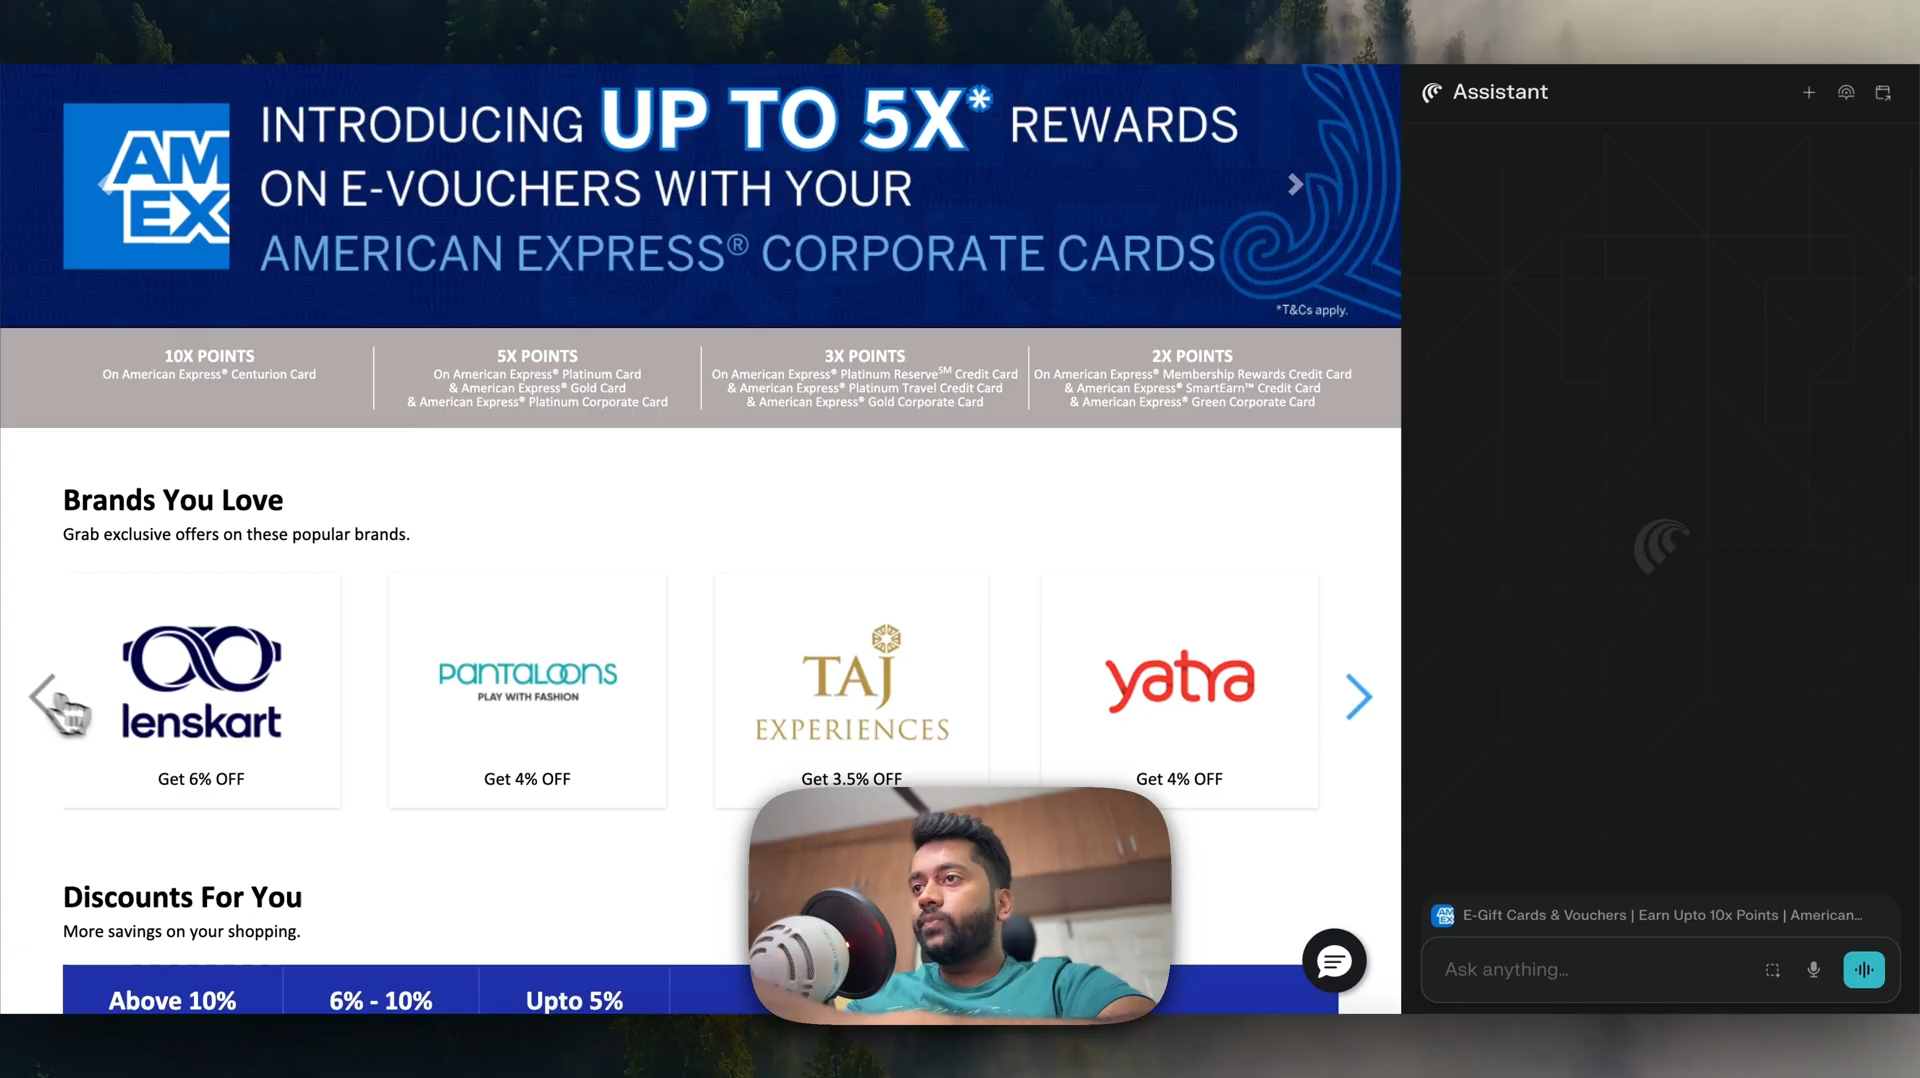 AM
EX
INTRODUCING UP TO 5X* REWARDS
ON E-VOUCHERS WITH YOUR
AMERICAN EXPRESS® CORPORATE CARDS
*T&Cs apply.
10X POINTS
On American Express® Centurion Card
5X POINTS
On American Express® Platinum Card
& American Express® Gold Card
& American Express® Platinum Corporate Card
3X POINTS
On American Express® Platinum Reserve℠ Credit Card
& American Express® Platinum Travel Credit Card
& American Express® Gold Corporate Card
2X POINTS
On American Express® Membership Rewards Credit Card
& American Express® SmartEarn™ Credit Card
& American Express® Green Corporate Card
Brands You Love
Grab exclusive offers on these popular brands.
lenskart
Get 6% OFF
PANTALOONS
PLAY WITH FASHION
Get 4% OFF
TAJ
EXPERIENCES
Get 3.5% OFF
yatra
Get 4% OFF
Discounts For You
More savings on your shopping.
Above 10%
6% - 10%
Upto 5%
Assistant
AM
EX
E-Gift Cards & Vouchers | Earn Upto 10x Points | American...
Ask anything...